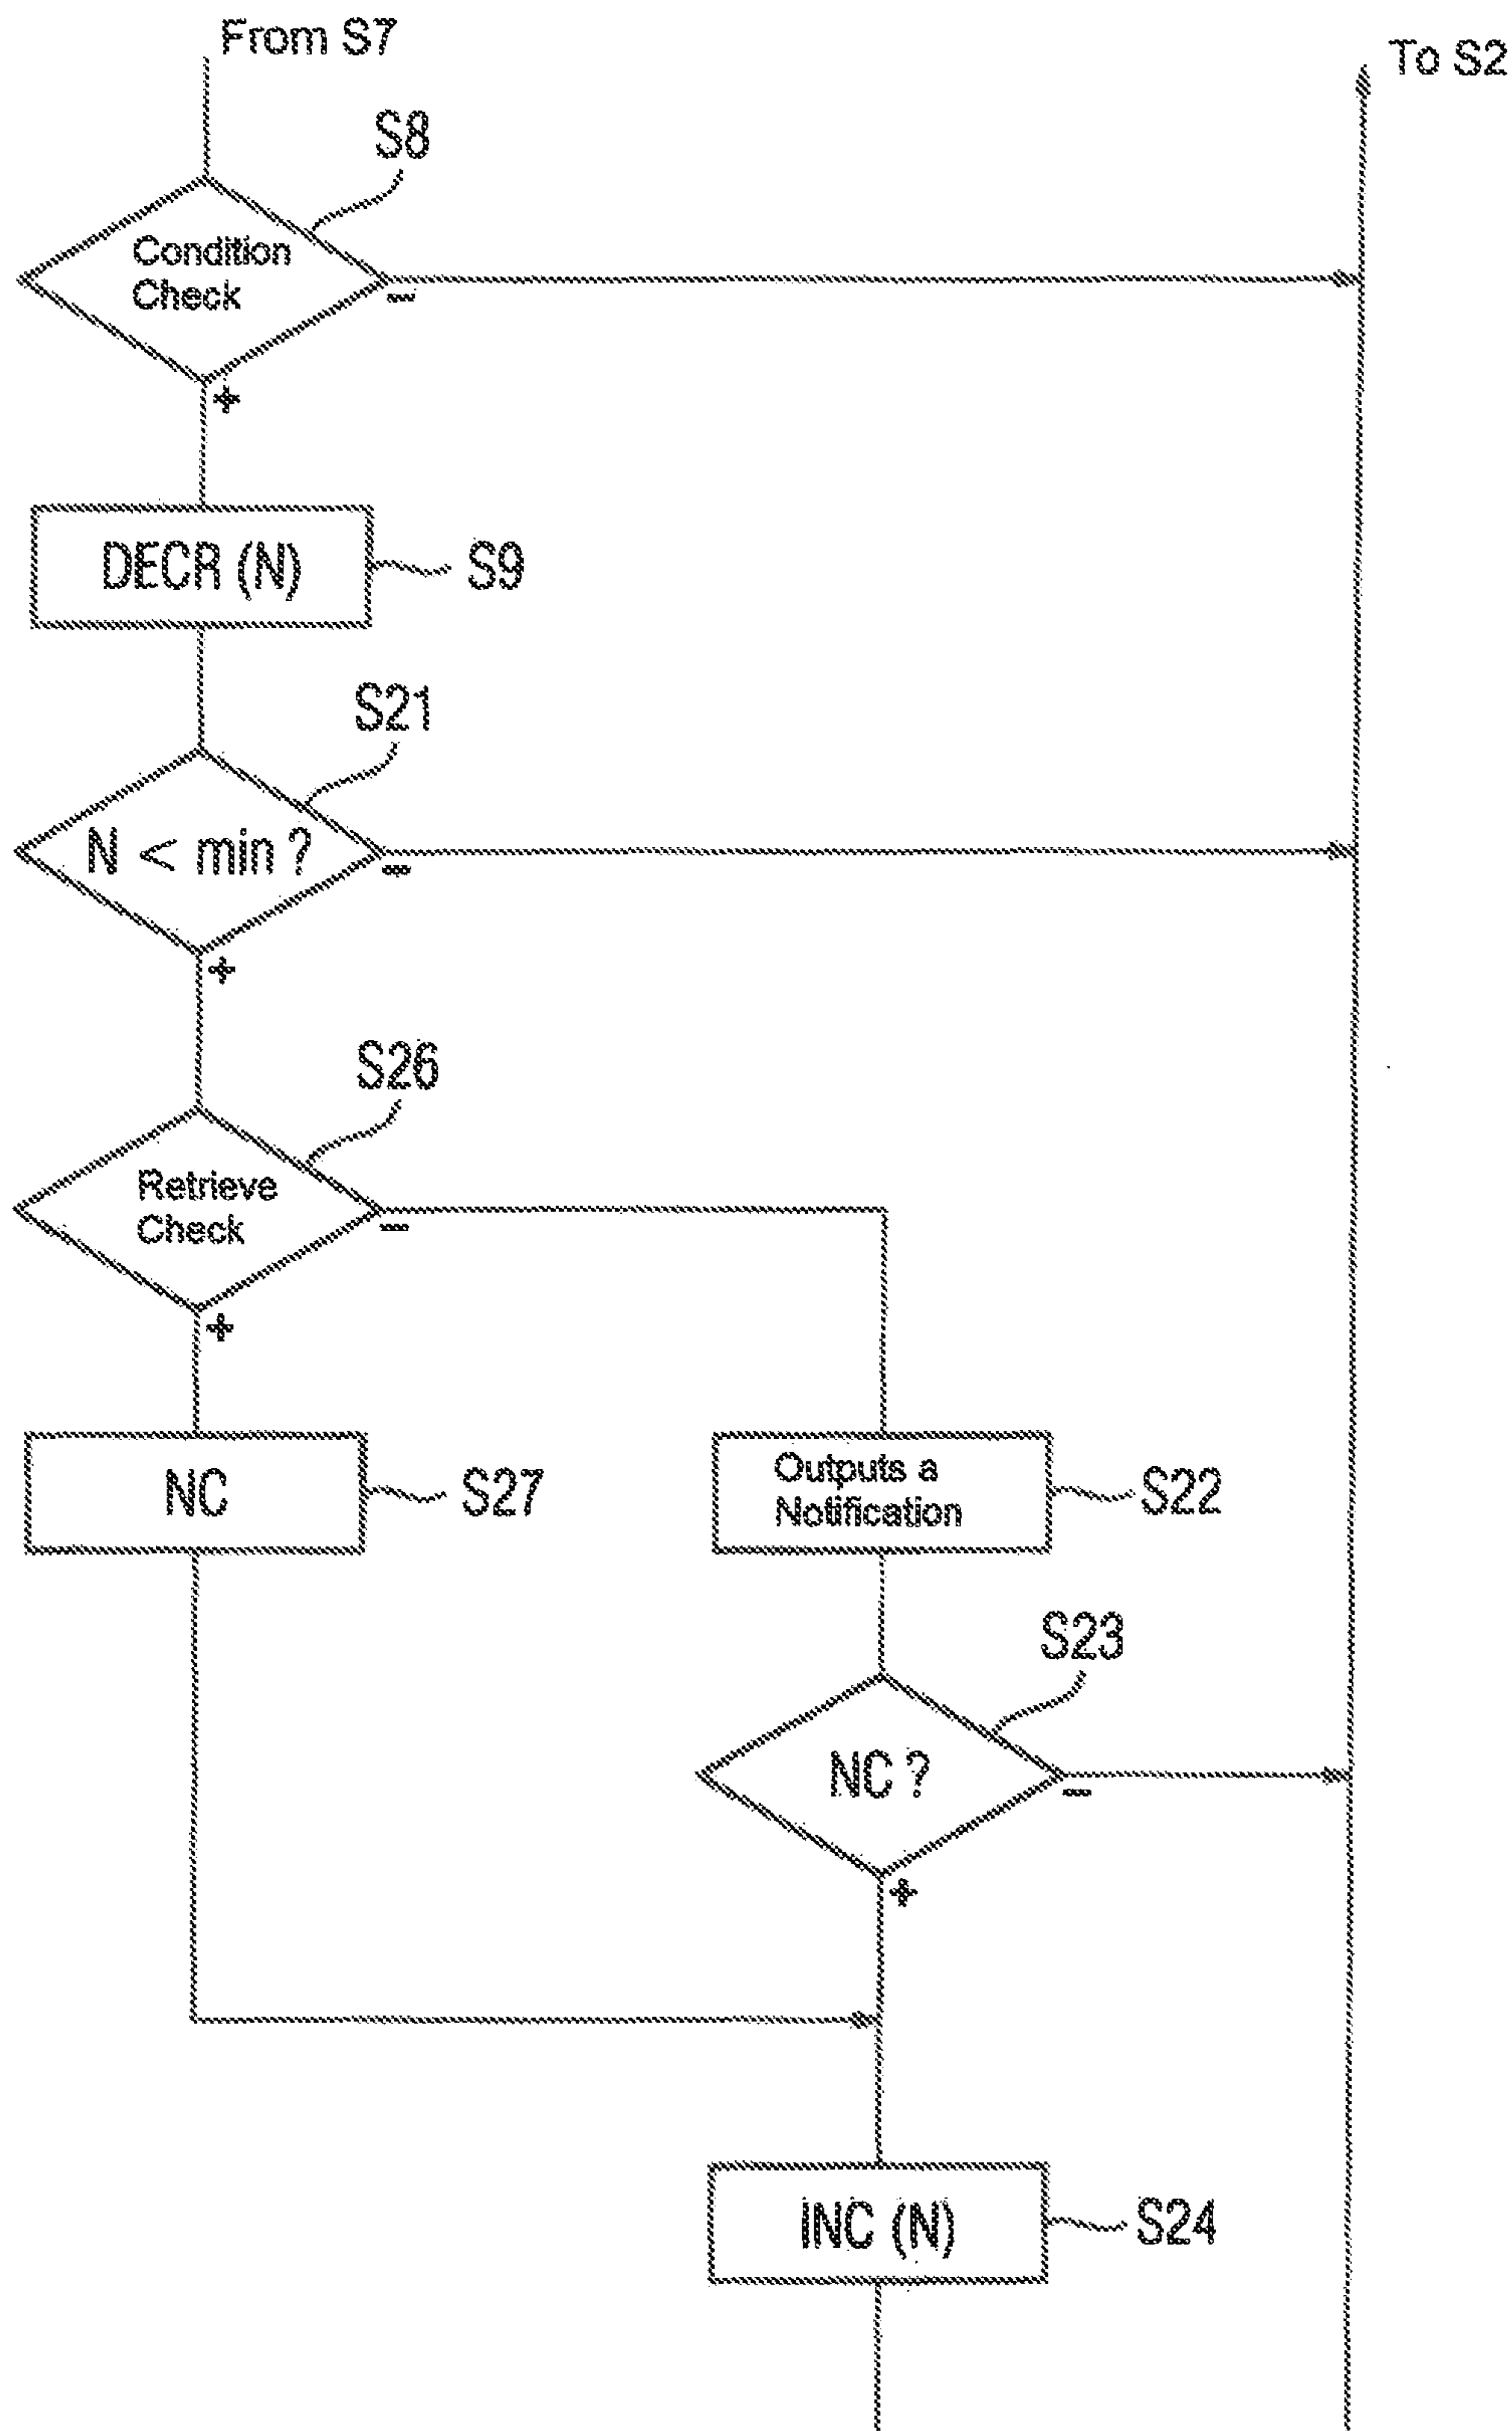 From S7
To S2
S8
Condition
Check
−
+
DECR (N)
S9
S21
N < min ?
−
+
S26
Retrieve
Check
−
+
NC
S27
Outputs a
Notification
S22
S23
NC ?
−
+
INC (N)
S24